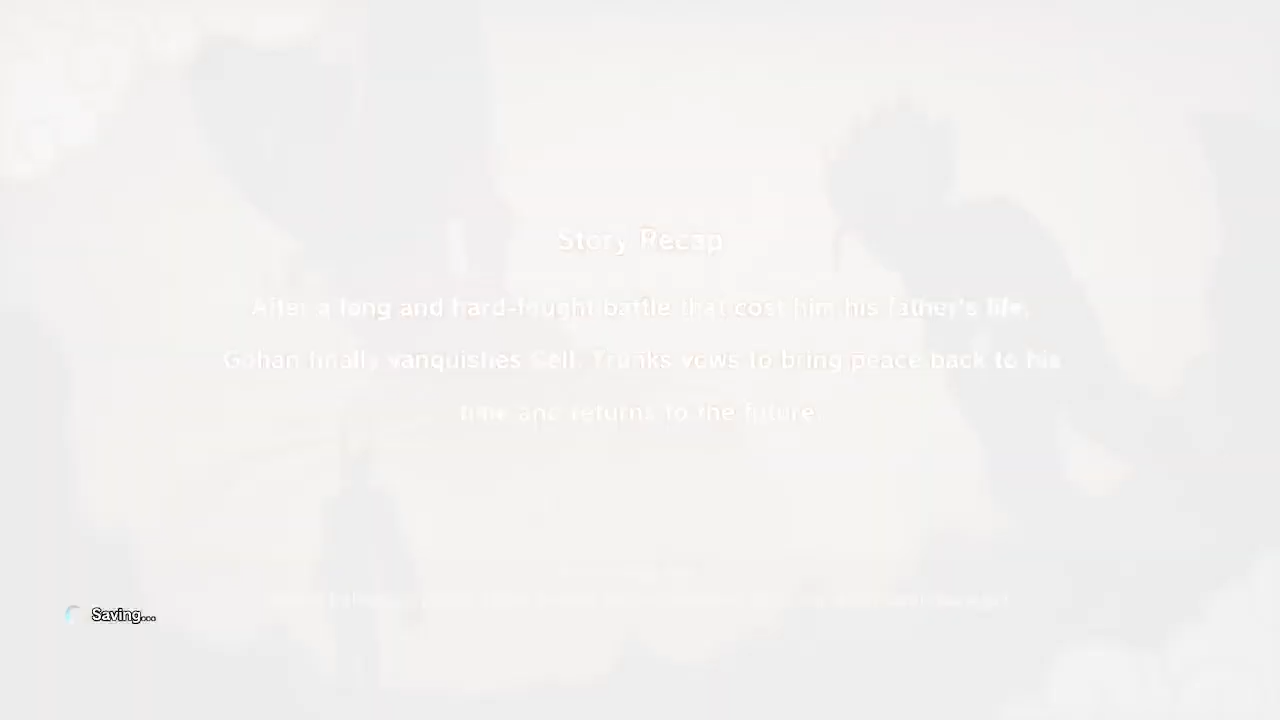 Story Recap
After a long and hard-fought battle that cost him his father's life,
Gohan finally vanquishes Cell. Trunks vows to bring peace back to his
time and returns to the future.
Saving...